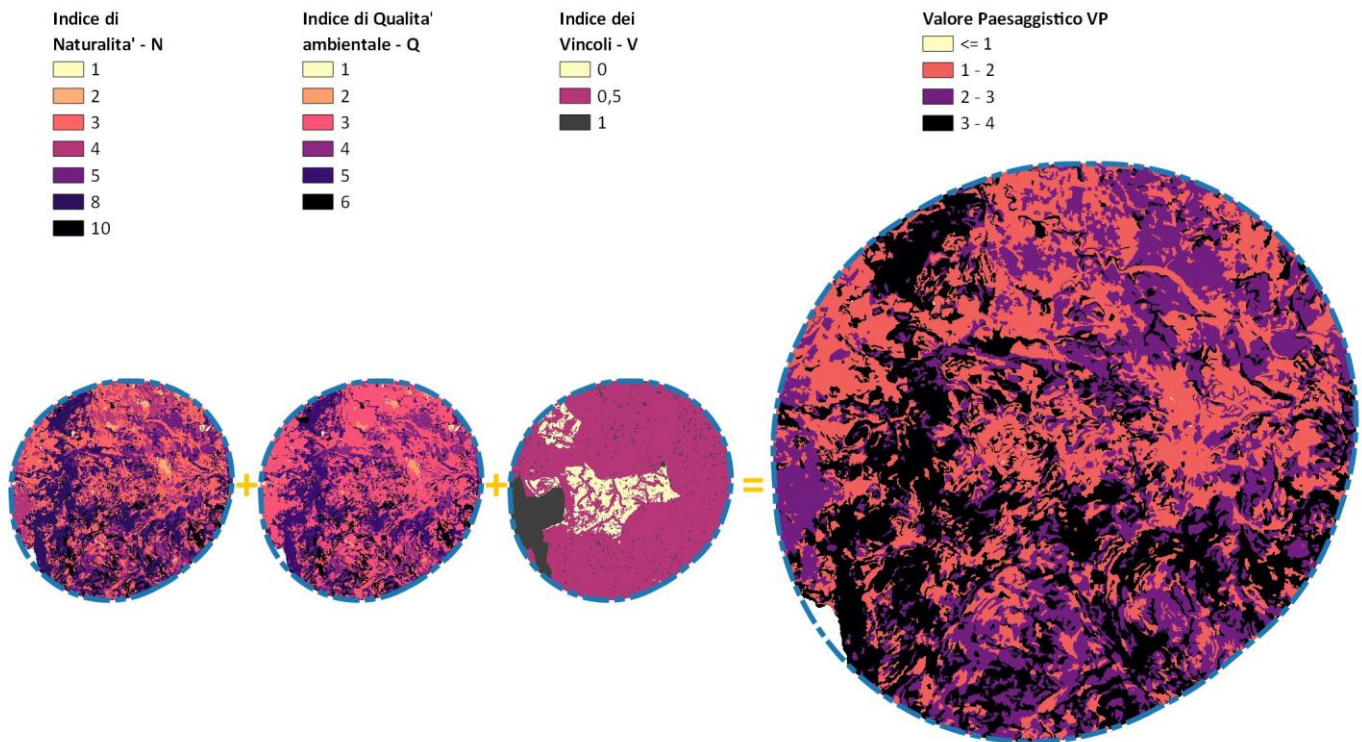 Indice di
Naturalita' - N
1
2
3
4
5
8
10
Indice di Qualita'
ambientale - Q
1
2
3
4
5
6
Indice dei
Vincoli - V
0
0,5
1
Valore Paesaggistico VP
<= 1
1 - 2
2 - 3
3 - 4
+
+
=